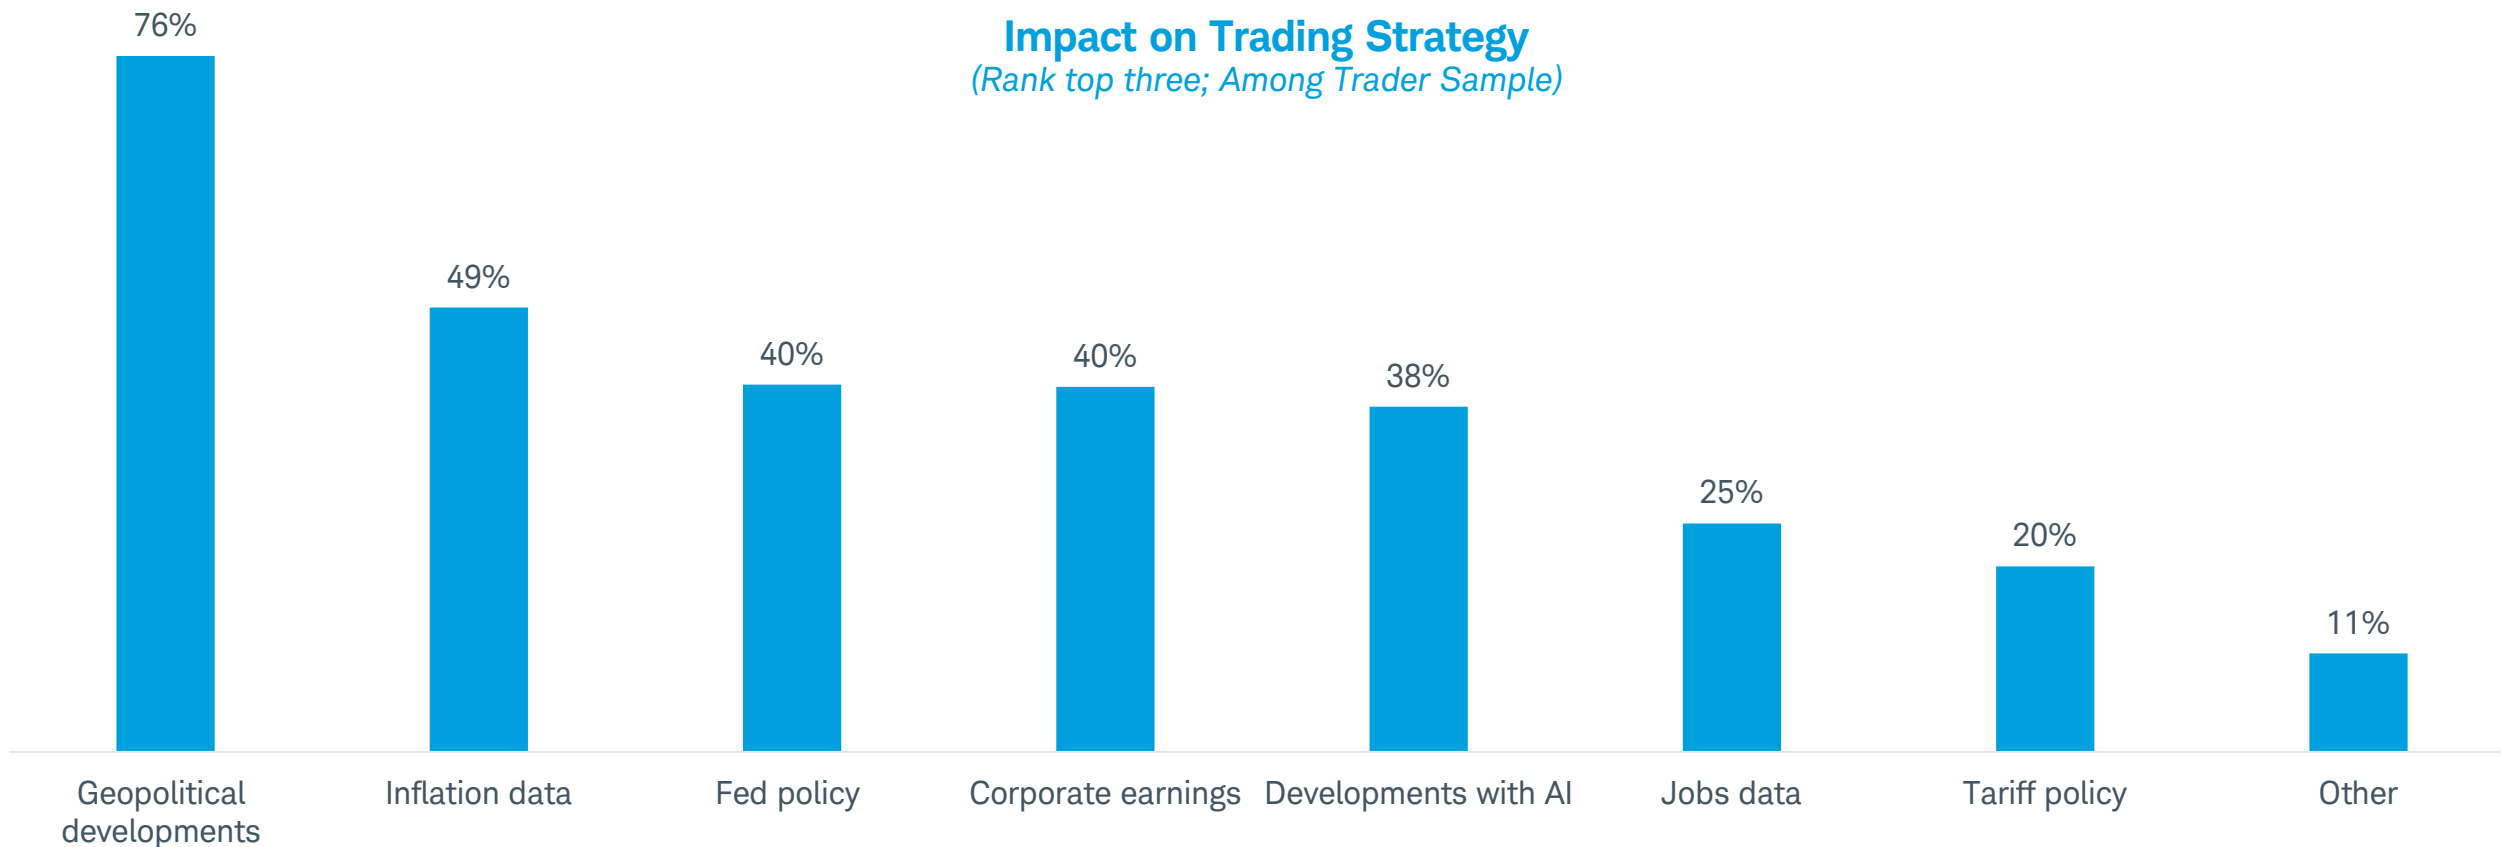 Impact on Trading Strategy
(Rank top three; Among Trader Sample)
76%
49%
40%
40%
38%
25%
20%
11%
Geopolitical
developments
Inflation data
Fed policy
Corporate earnings
Developments with AI
Jobs data
Tariff policy
Other